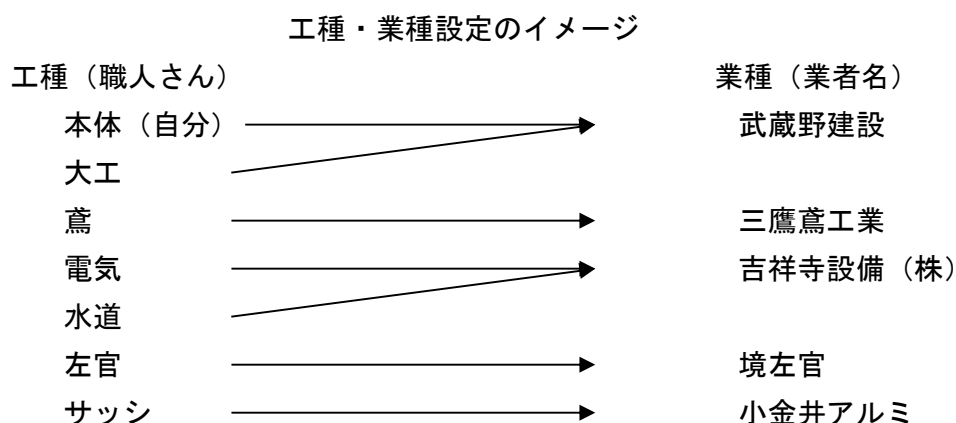 工種・業種設定のイメージ
工種（職人さん） 業種（業者名）
本体（自分） 武蔵野建設
大工
鳶 三鷹鳶工業
電気 吉祥寺設備（株）
水道
左官 境左官
サッシ 小金井アルミ